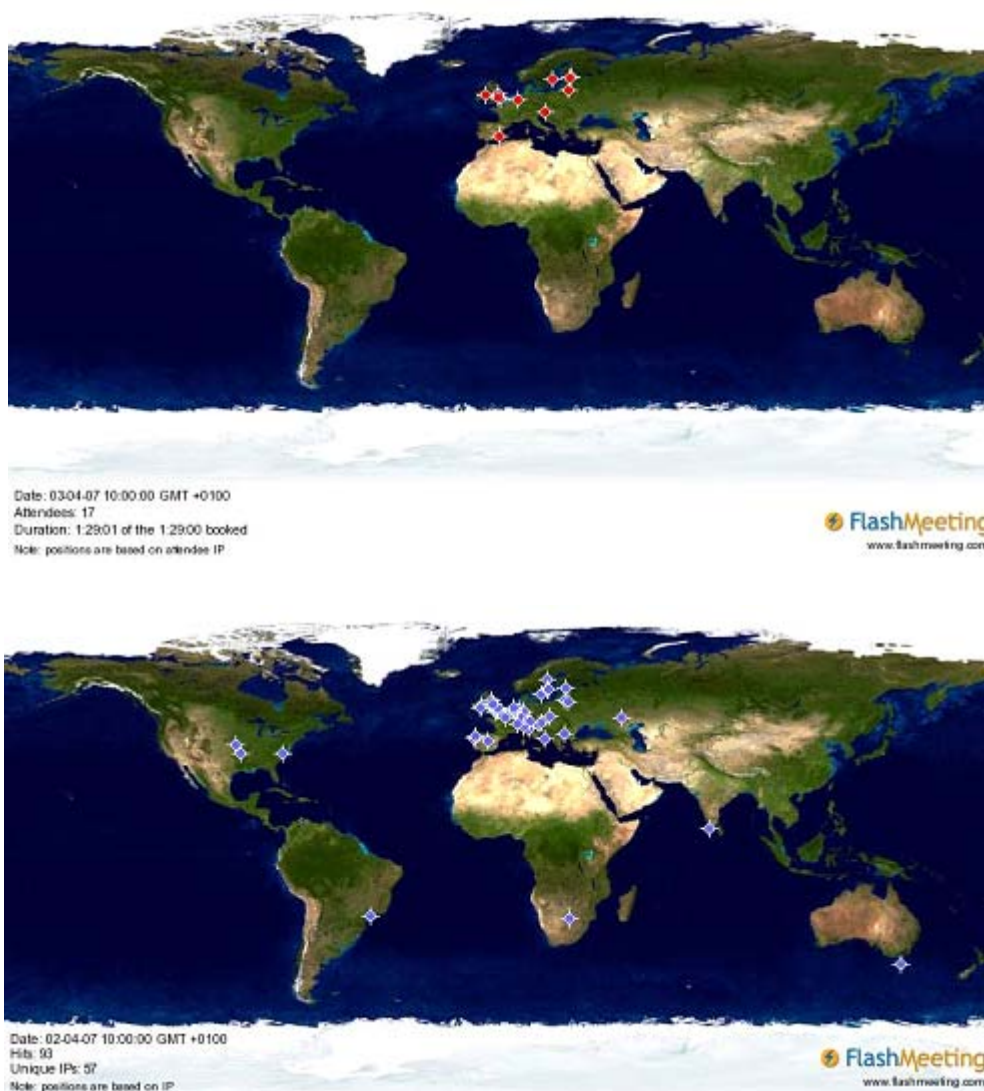 Date: 03-04-07 10:00:00 GMT +0100
Attendees: 17
Duration: 1:29:01 of the 1:29:00 booked
Note: positions are based on attendee IP
FlashMeeting
www.flashmeeting.com
Date: 02-04-07 10:00:00 GMT +0100
Hits: 93
Unique IPs: 57
Note: positions are based on IP
FlashMeeting
www.flashmeeting.com